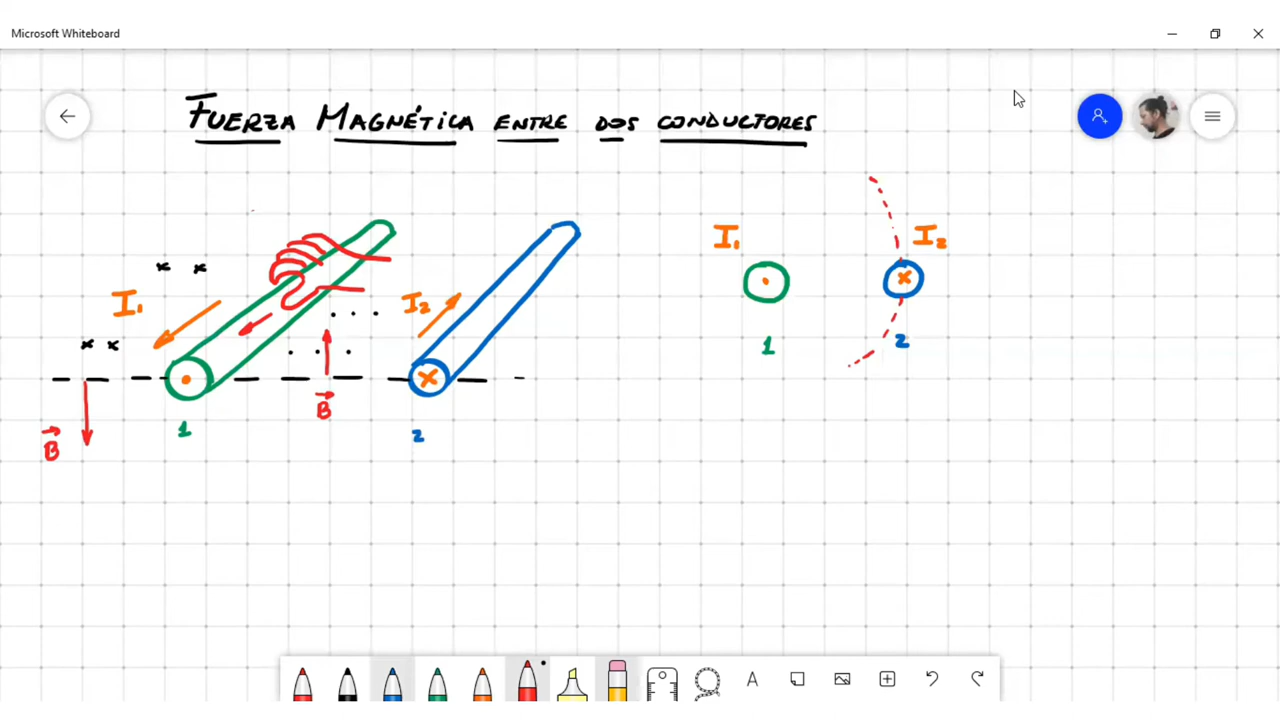 Microsoft Whiteboard
FUERZA MAGNÉTICA ENTRE DOS CONDUCTORES
I₁
I₂
B
B
1
2
I₁
I₂
1
2
A